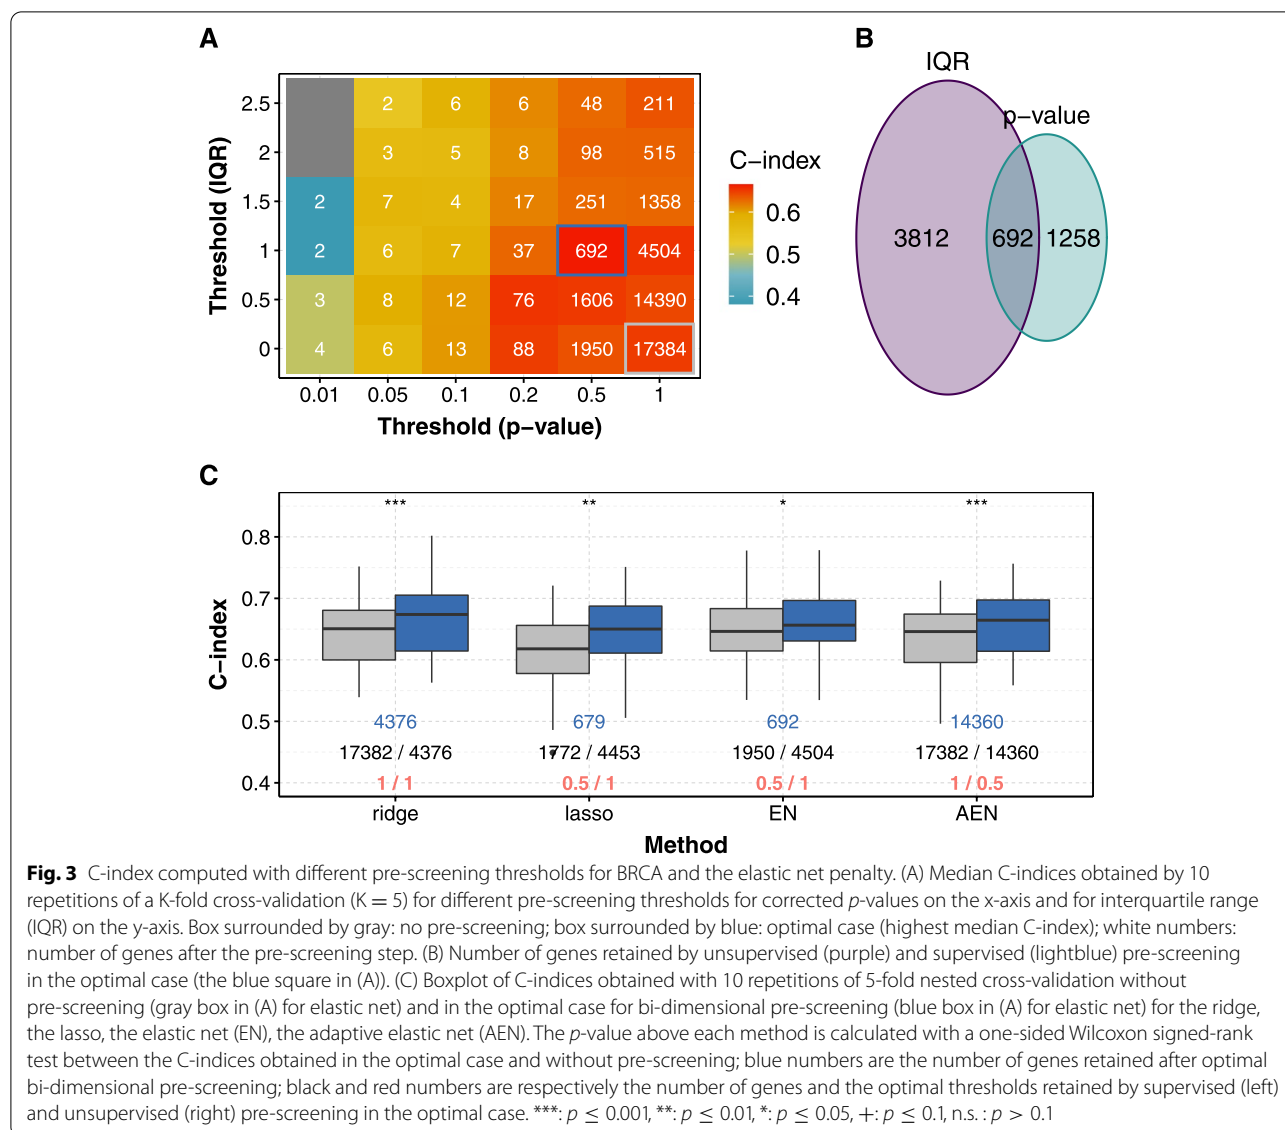 A
Threshold (IQR)
2.5 2 6 6 48 211
2 3 5 8 98 515
1.5 2 7 4 17 251 1358
1 2 6 7 37 692 4504
0.5 3 8 12 76 1606 14390
0 4 6 13 88 1950 17384
0.01 0.05 0.1 0.2 0.5 1
Threshold (p−value)
C−index
0.6
0.5
0.4
B
IQR
p−value
3812 692 1258
C
C−index
*** ** * ***
0.8
0.7
0.6
0.5
0.4
4376 679 692 14360
17382 / 4376 1772 / 4453 1950 / 4504 17382 / 14360
1 / 1 0.5 / 1 0.5 / 1 1 / 0.5
ridge lasso EN AEN
Method
Fig. 3 C-index computed with different pre-screening thresholds for BRCA and the elastic net penalty. (A) Median C-indices obtained by 10
repetitions of a K-fold cross-validation (K = 5) for different pre-screening thresholds for corrected p-values on the x-axis and for interquartile range
(IQR) on the y-axis. Box surrounded by gray: no pre-screening; box surrounded by blue: optimal case (highest median C-index); white numbers:
number of genes after the pre-screening step. (B) Number of genes retained by unsupervised (purple) and supervised (lightblue) pre-screening
in the optimal case (the blue square in (A)). (C) Boxplot of C-indices obtained with 10 repetitions of 5-fold nested cross-validation without
pre-screening (gray box in (A) for elastic net) and in the optimal case for bi-dimensional pre-screening (blue box in (A) for elastic net) for the ridge,
the lasso, the elastic net (EN), the adaptive elastic net (AEN). The p-value above each method is calculated with a one-sided Wilcoxon signed-rank
test between the C-indices obtained in the optimal case and without pre-screening; blue numbers are the number of genes retained after optimal
bi-dimensional pre-screening; black and red numbers are respectively the number of genes and the optimal thresholds retained by supervised (left)
and unsupervised (right) pre-screening in the optimal case. ***: p ≤ 0.001, **: p ≤ 0.01, *: p ≤ 0.05, +: p ≤ 0.1, n.s. : p > 0.1